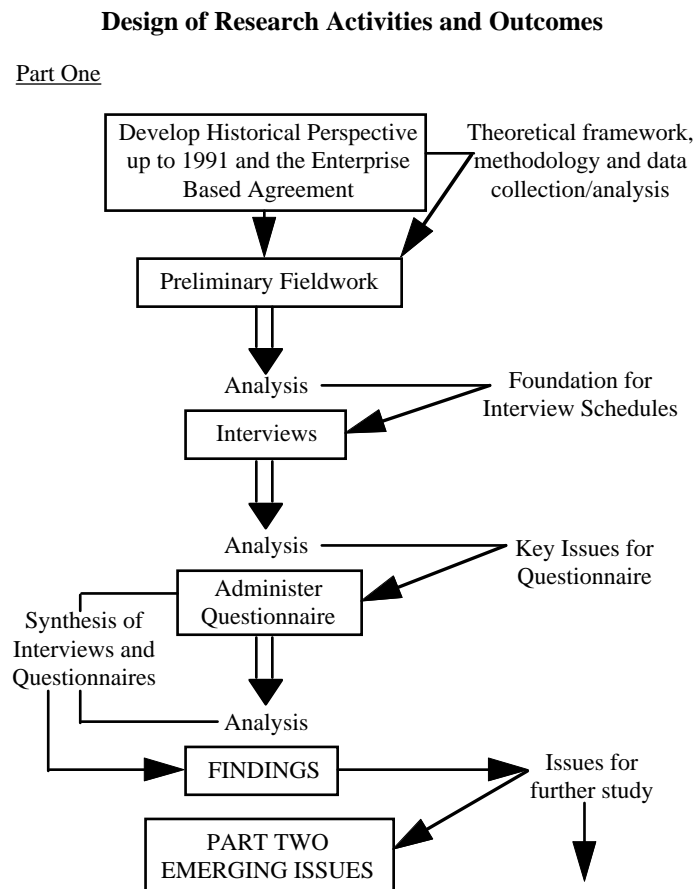 Design of Research Activities and Outcomes
Part One
Develop Historical Perspective
up to 1991 and the Enterprise
Based Agreement
Theoretical framework,
methodology and data
collection/analysis
Preliminary Fieldwork
Analysis
Foundation for
Interview Schedules
Interviews
Analysis
Key Issues for
Questionnaire
Administer
Questionnaire
Synthesis of
Interviews and
Questionnaires
Analysis
FINDINGS
Issues for
further study
PART TWO
EMERGING ISSUES